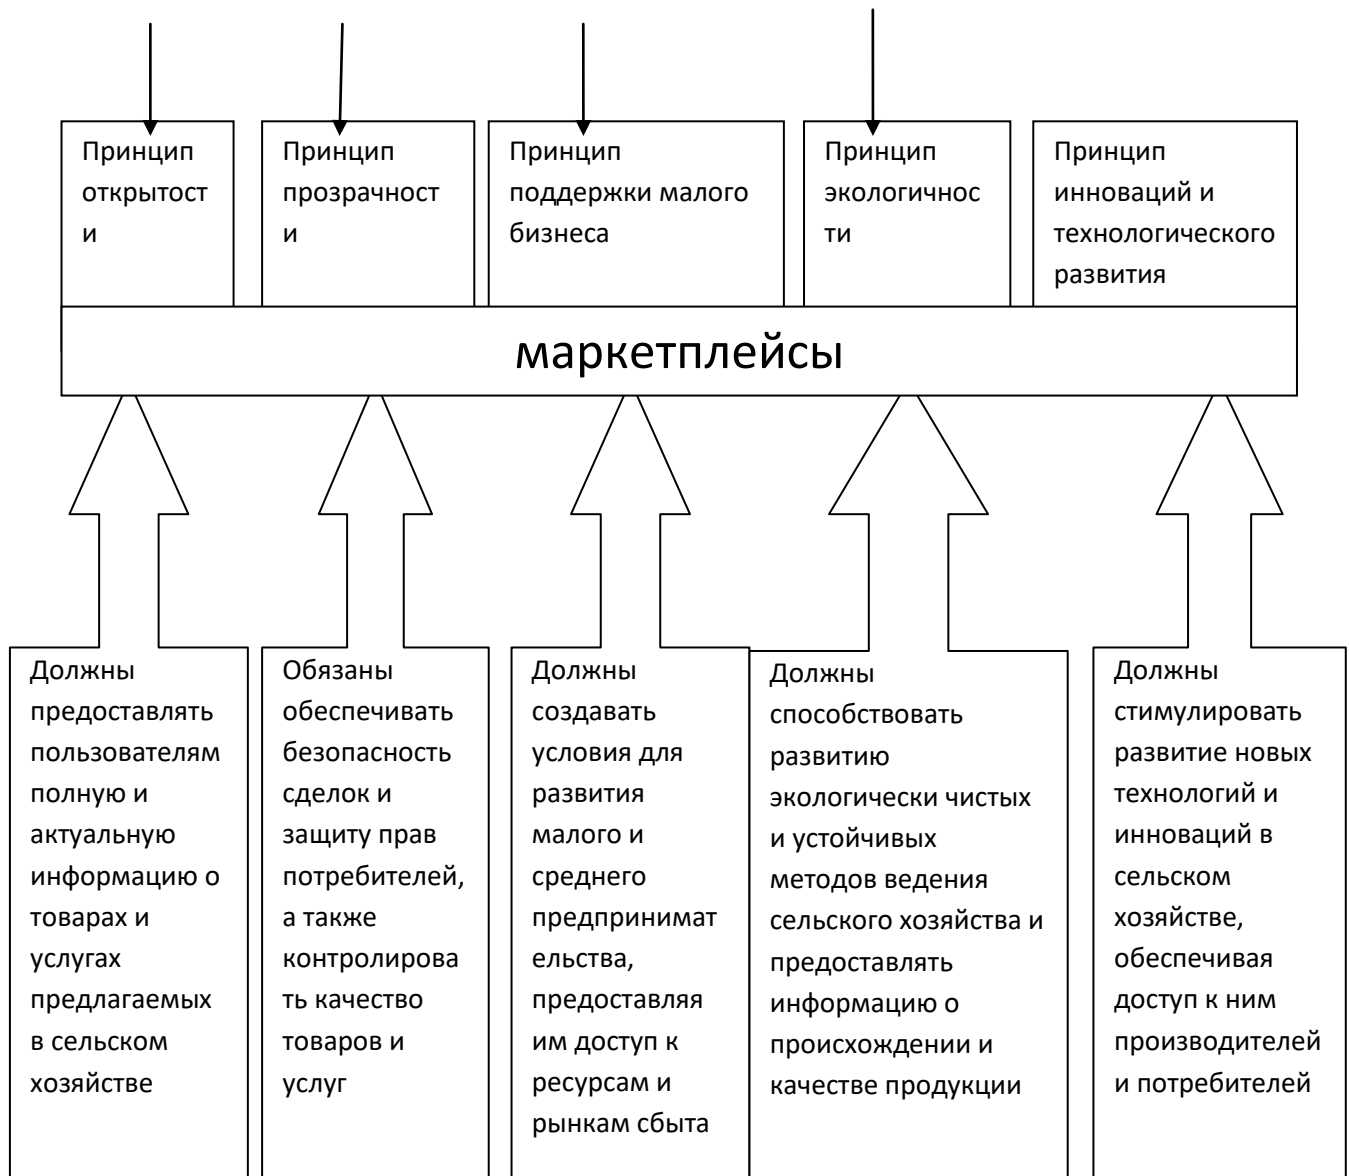 Принцип
открытост
и
Принцип
прозрачност
и
Принцип
поддержки малого
бизнеса
Принцип
экологичнос
ти
Принцип
инноваций и
технологического
развития
маркетплейсы
Должны
предоставлять
пользователям
полную и
актуальную
информацию о
товарах и
услугах
предлагаемых
в сельском
хозяйстве
Обязаны
обеспечивать
безопасность
сделок и
защиту прав
потребителей,
а также
контролирова
ть качество
товаров и
услуг
Должны
создавать
условия для
развития
малого и
среднего
предпринимат
ельства,
предоставляя
им доступ к
ресурсам и
рынкам сбыта
Должны
способствовать
развитию
экологически чистых
и устойчивых
методов ведения
сельского хозяйства и
предоставлять
информацию о
происхождении и
качестве продукции
Должны
стимулировать
развитие новых
технологий и
инноваций в
сельском
хозяйстве,
обеспечивая
доступ к ним
производителей
и потребителей